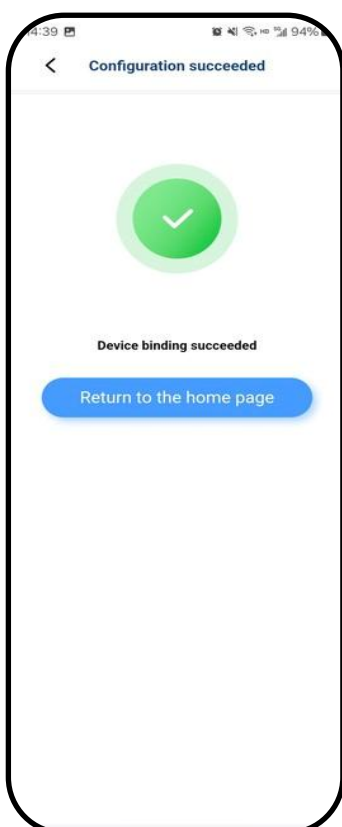 4:39 94%
Configuration succeeded
Device binding succeeded
Return to the home page